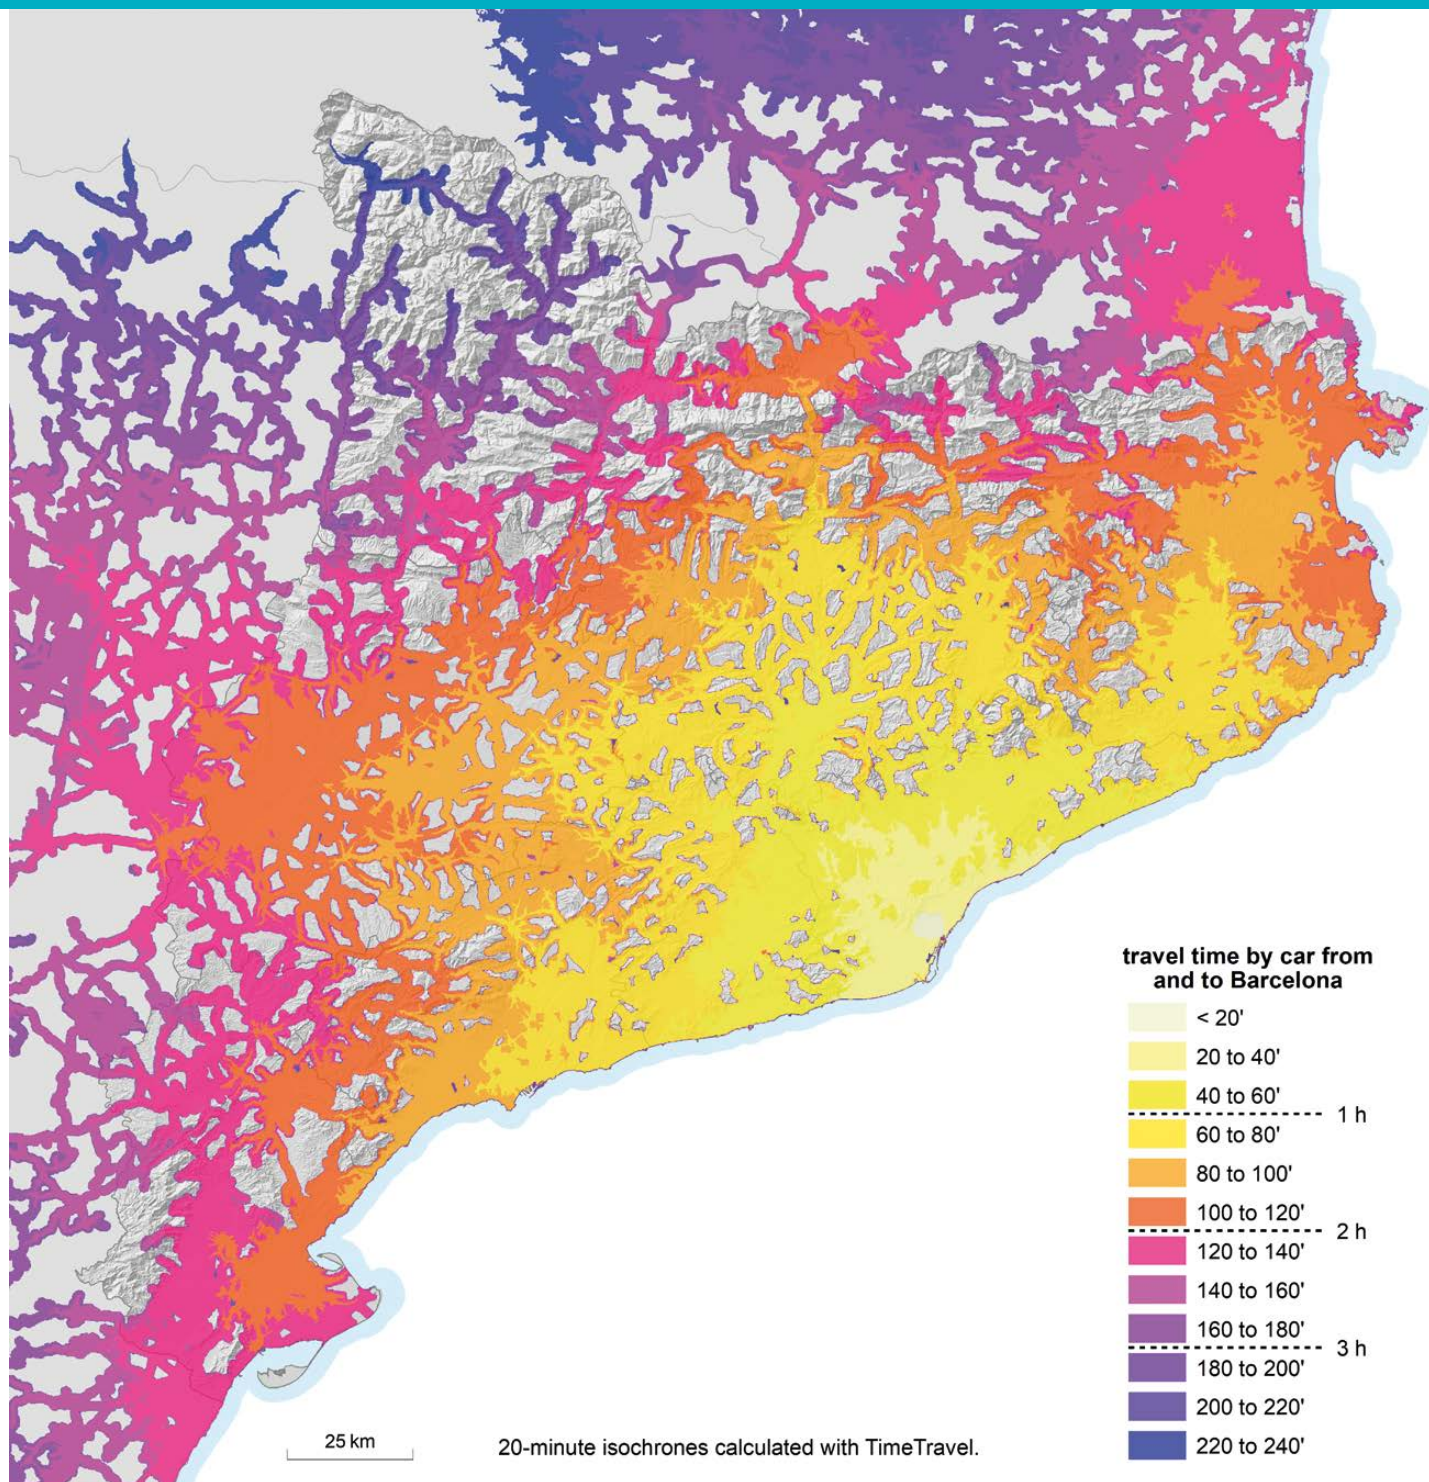 travel time by car from
and to Barcelona
< 20'
20 to 40'
40 to 60'
1 h
60 to 80'
80 to 100'
100 to 120'
2 h
120 to 140'
140 to 160'
160 to 180'
3 h
180 to 200'
200 to 220'
220 to 240'
25 km
20-minute isochrones calculated with TimeTravel.